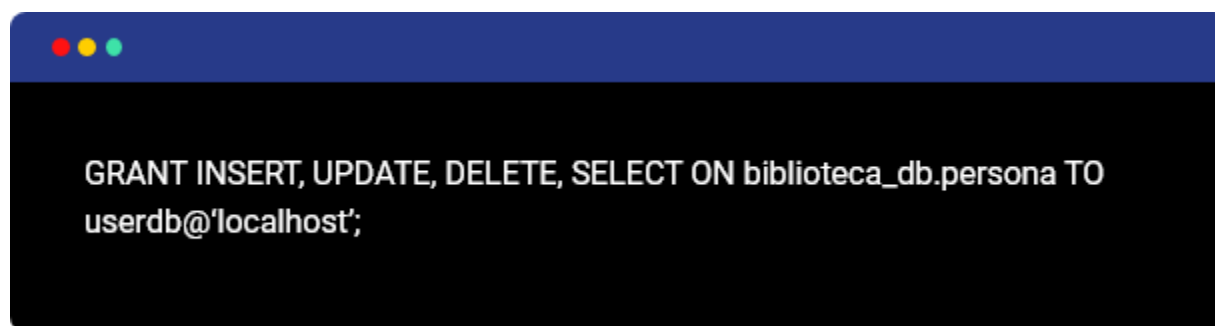 GRANT INSERT, UPDATE, DELETE, SELECT ON biblioteca_db.persona TO
userdb@‘localhost’;